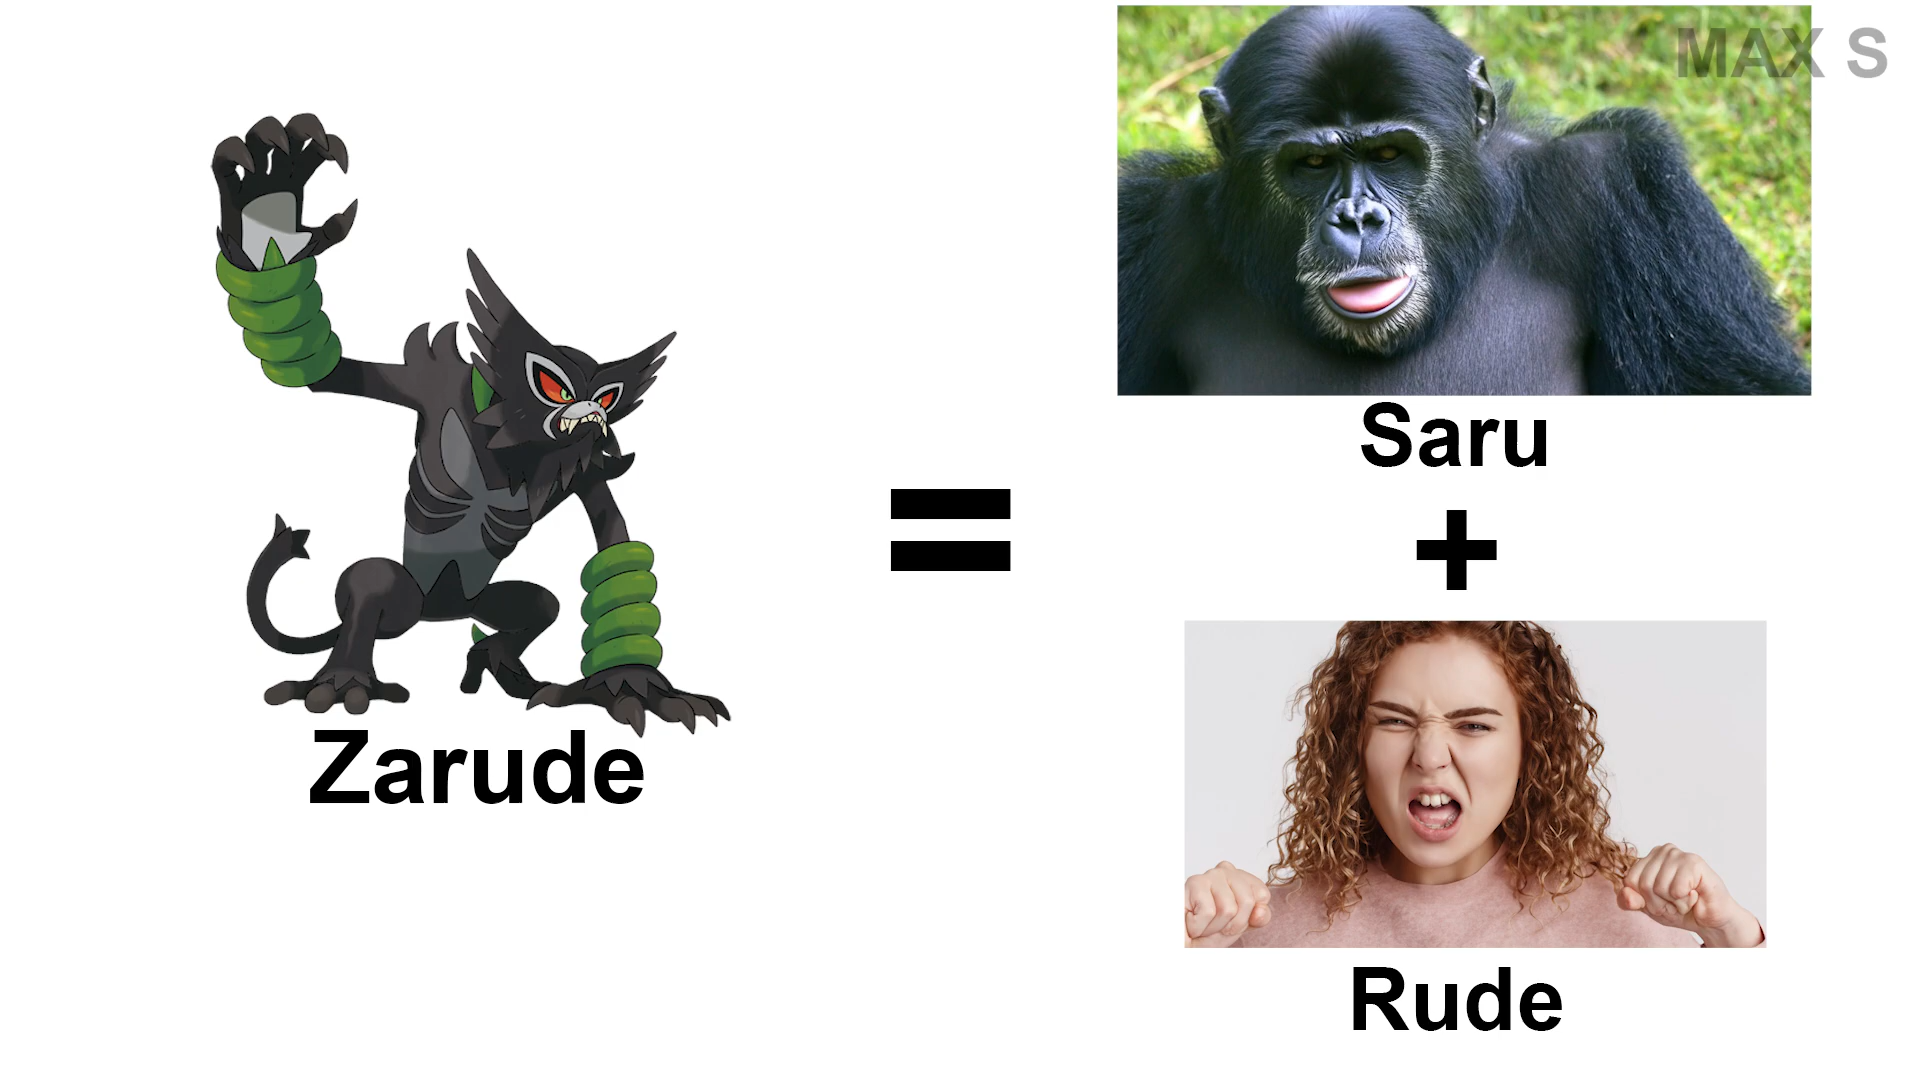 MAX S
Saru
=
+
Zarude
Rude